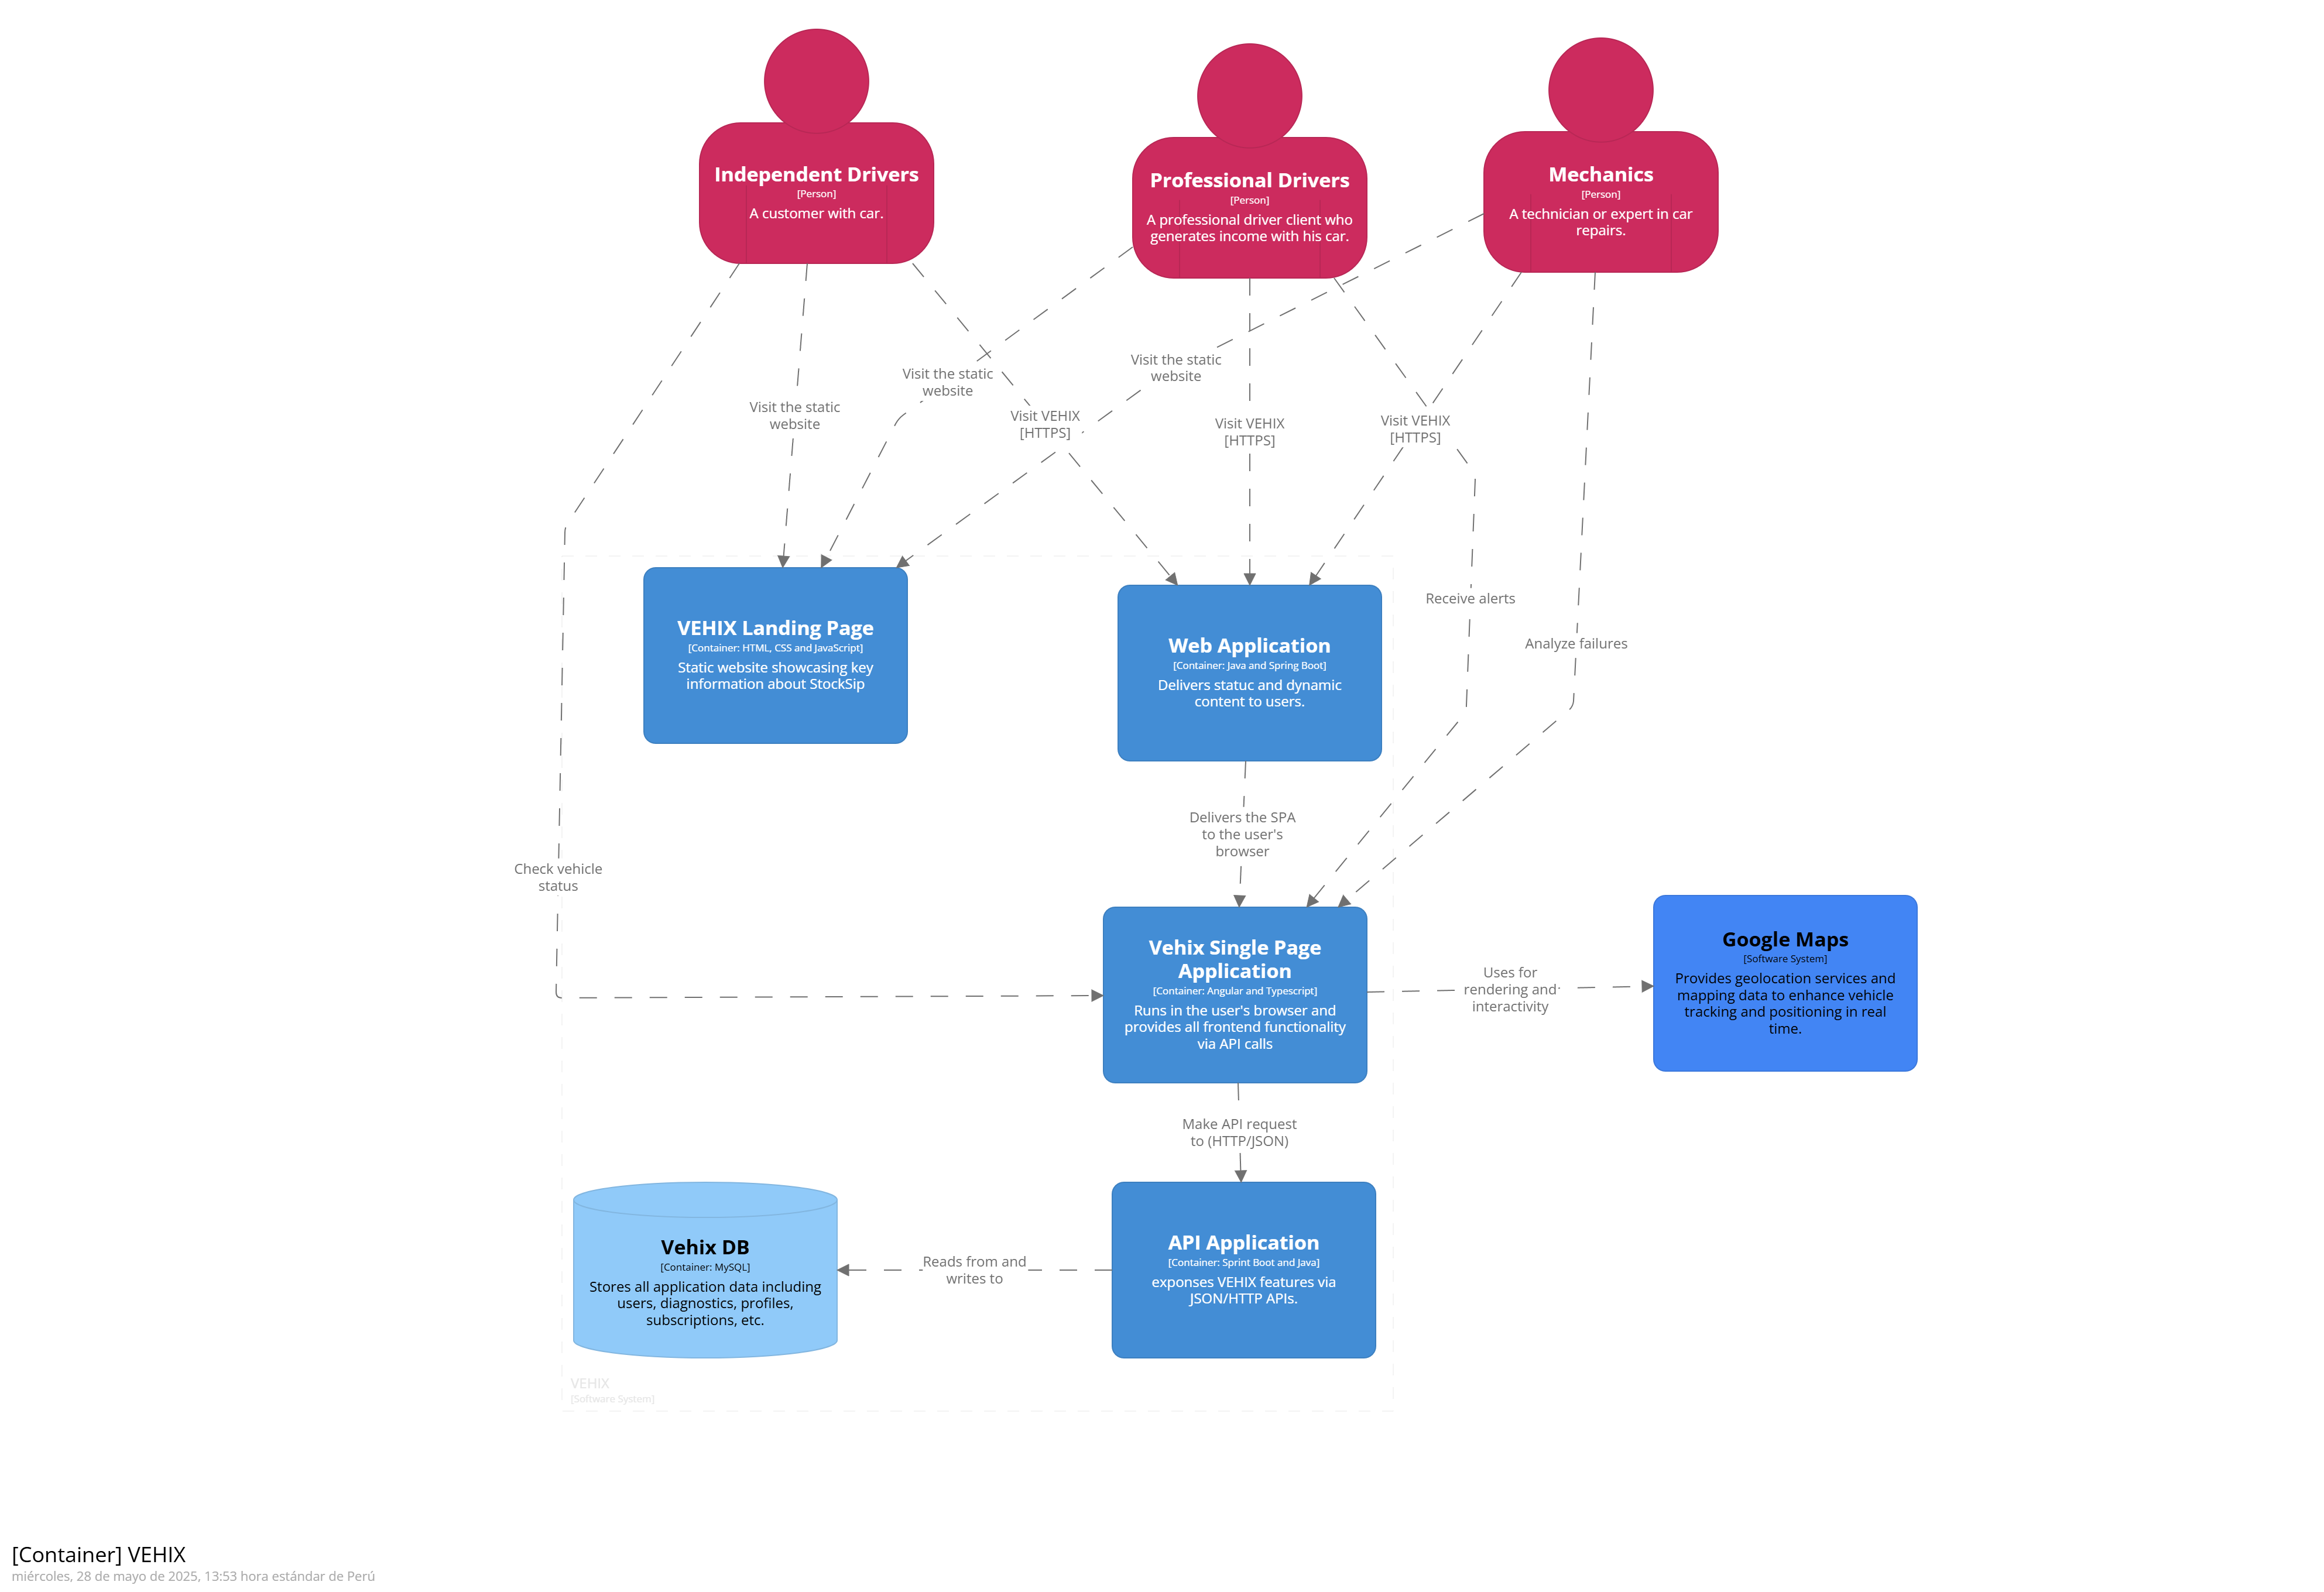 Independent Drivers
[Person]
A customer with car.
Professional Drivers
[Person]
A professional driver client who
generates income with his car.
Mechanics
[Person]
A technician or expert in car
repairs.
Visit the static
website
Visit the static
website
Visit VEHIX
[HTTPS]
Visit the static
website
Visit VEHIX
[HTTPS]
Visit VEHIX
[HTTPS]
Receive alerts
Analyze failures
VEHIX Landing Page
[Container: HTML, CSS and JavaScript]
Static website showcasing key
information about StockSip
Web Application
[Container: Java and Spring Boot]
Delivers statuc and dynamic
content to users.
Delivers the SPA
to the user's
browser
Check vehicle
status
Vehix Single Page
Application
[Container: Angular and Typescript]
Runs in the user's browser and
provides all frontend functionality
via API calls
Uses for
rendering and
interactivity
Google Maps
[Software System]
Provides geolocation services and
mapping data to enhance vehicle
tracking and positioning in real
time.
Make API request
to (HTTP/JSON)
Vehix DB
[Container: MySQL]
Stores all application data including
users, diagnostics, profiles,
subscriptions, etc.
Reads from and
writes to
API Application
[Container: Sprint Boot and Java]
exponses VEHIX features via
JSON/HTTP APIs.
VEHIX
[Software System]
[Container] VEHIX
miércoles, 28 de mayo de 2025, 13:53 hora estándar de Perú